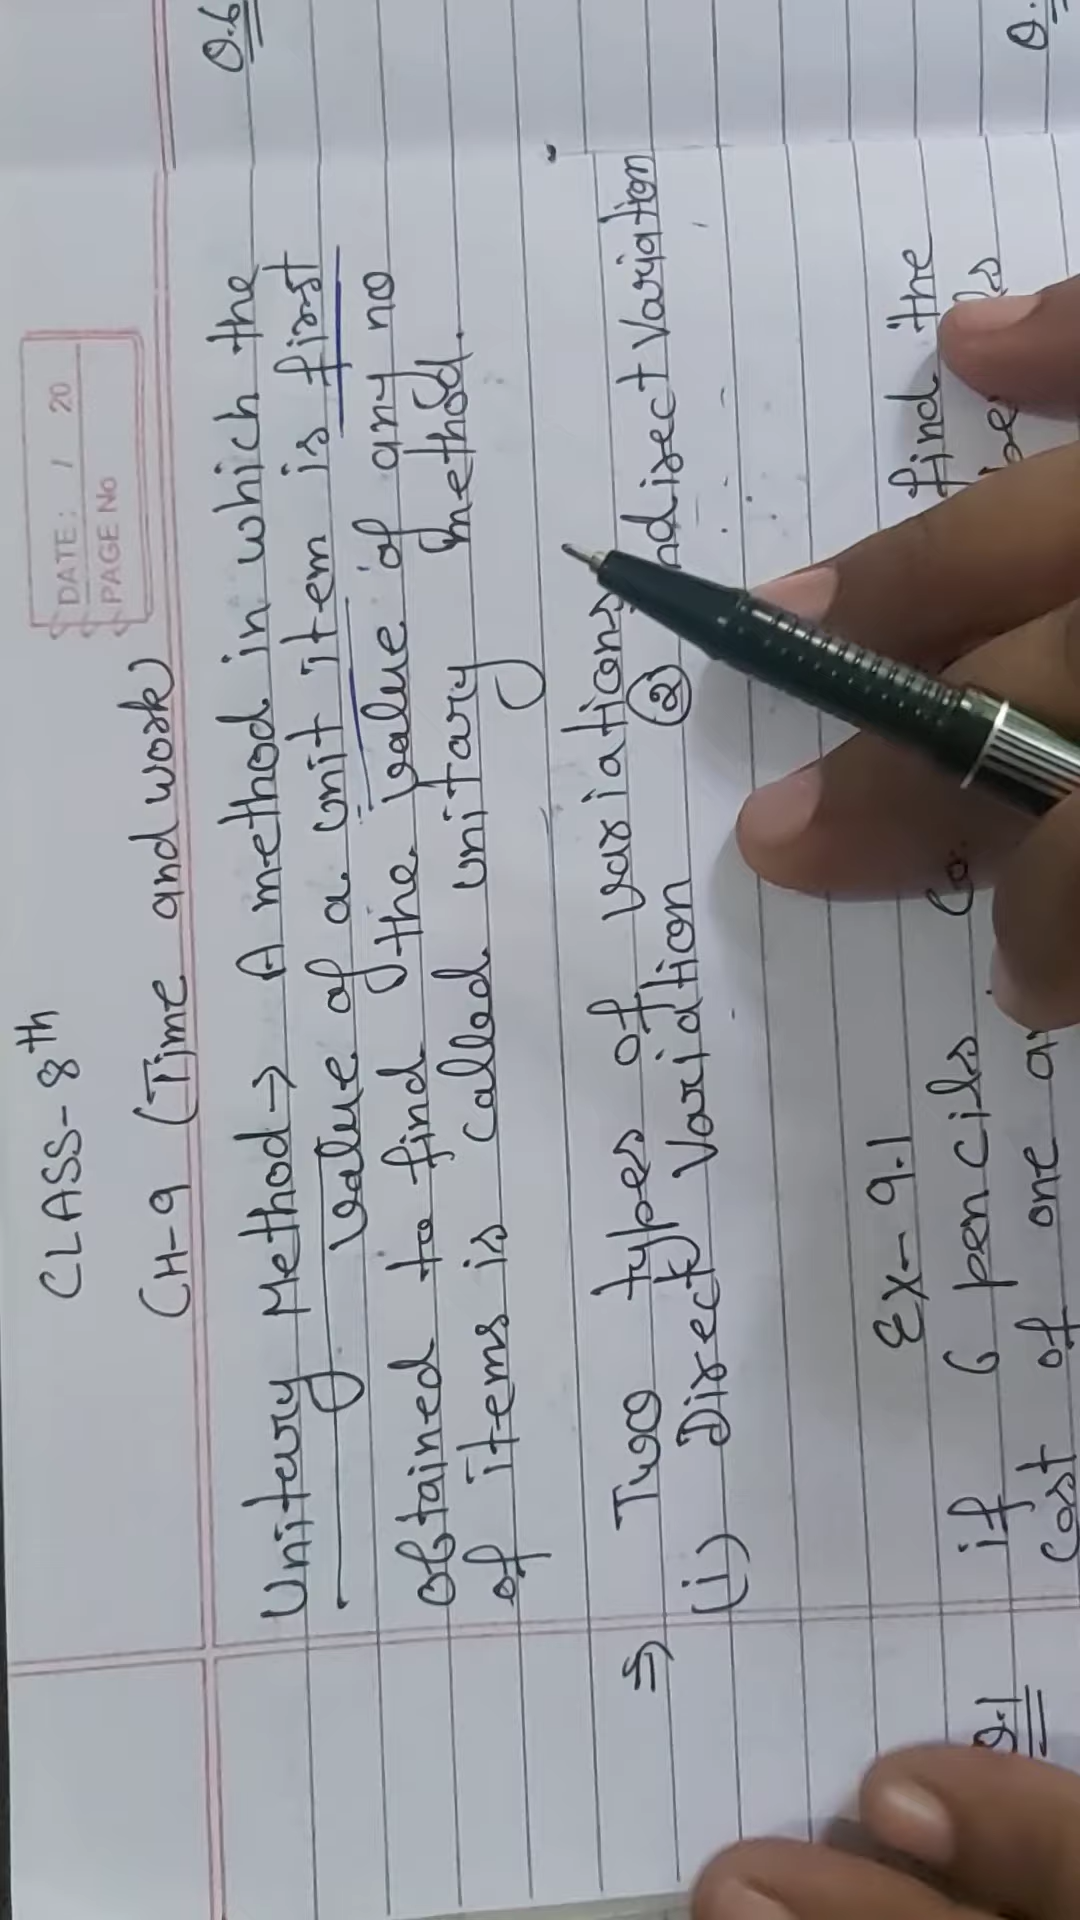 DATE: / 20
PAGE No
CLASS-8th
CH-9 (Time and work)
Unitary Method → A method in which the
value of a unit item is first
obtained to find the value of any no
of items is called unitary method.
⇒ Two types of variations
(i) Direct Variation ② ndirect Variation
Ex-9.1
Q.1 if 6 pencils find the
cost of one
Q.6